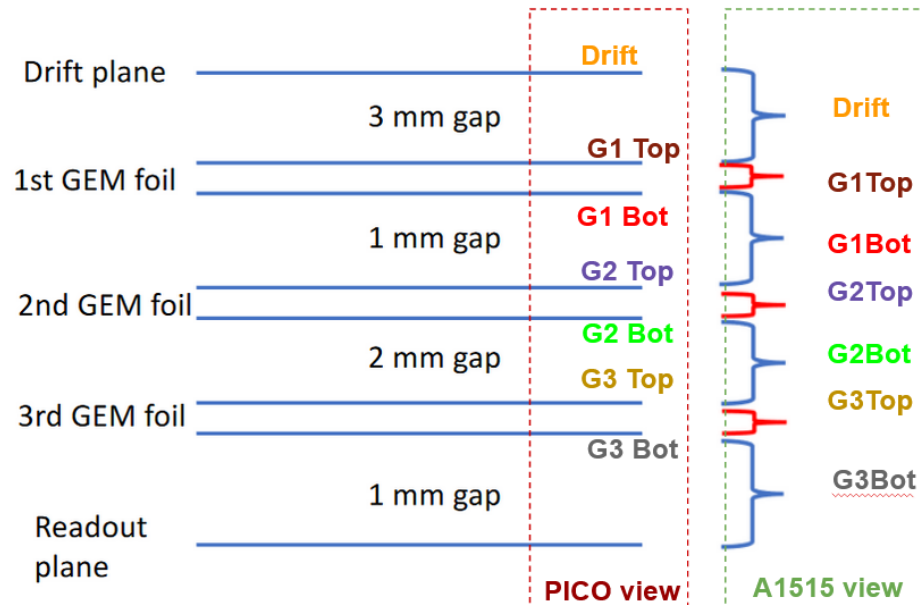 Drift plane
3 mm gap
1st GEM foil
1 mm gap
2nd GEM foil
2 mm gap
3rd GEM foil
1 mm gap
Readout
plane
Drift
G1 Top
G1 Bot
G2 Top
G2 Bot
G3 Top
G3 Bot
PICO view
Drift
G1Top
G1Bot
G2Top
G2Bot
G3Top
G3Bot
A1515 view